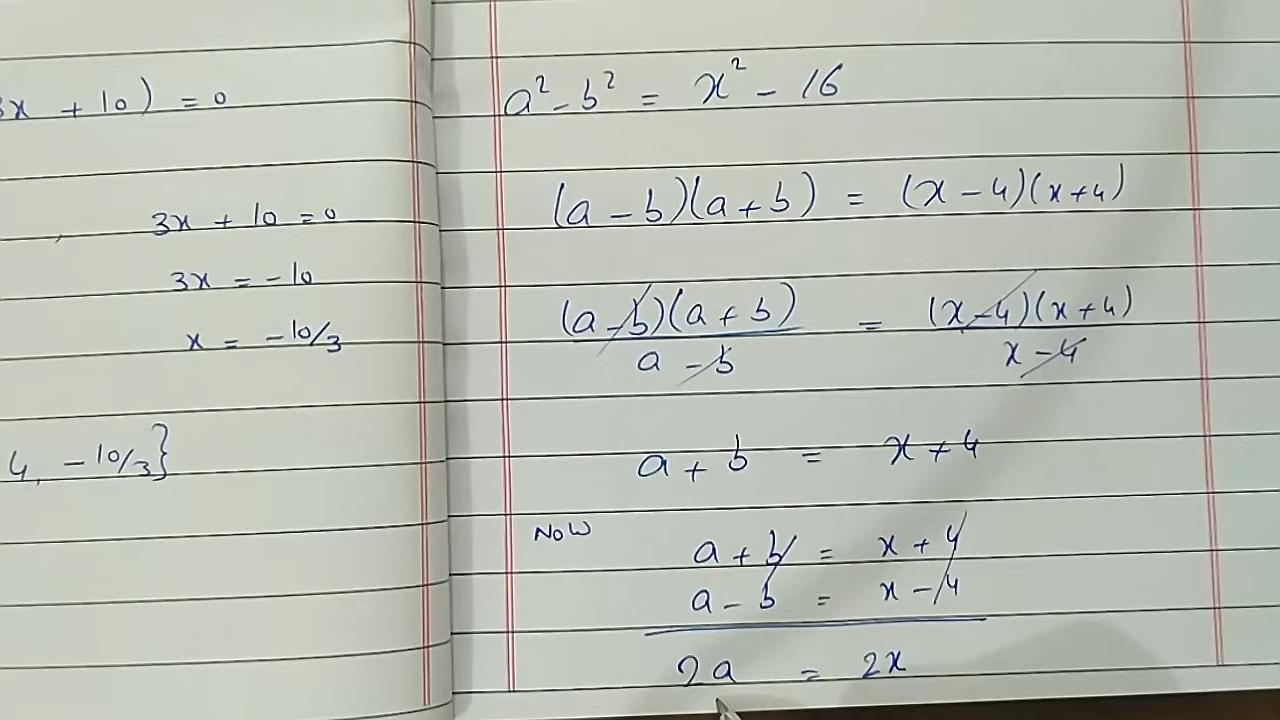 3x + 10) = 0
3x + 10 = 0
3x = -10
x = -10/3
4, -10/3}
a² - b² = x² - 16
(a - b)(a + b) = (x - 4)(x + 4)
(a - b)(a + b) = (x - 4)(x + 4)
a - b x - 4
a + b = x + 4
NOW
a + b = x + 4
a - b = x - 4
2a = 2x